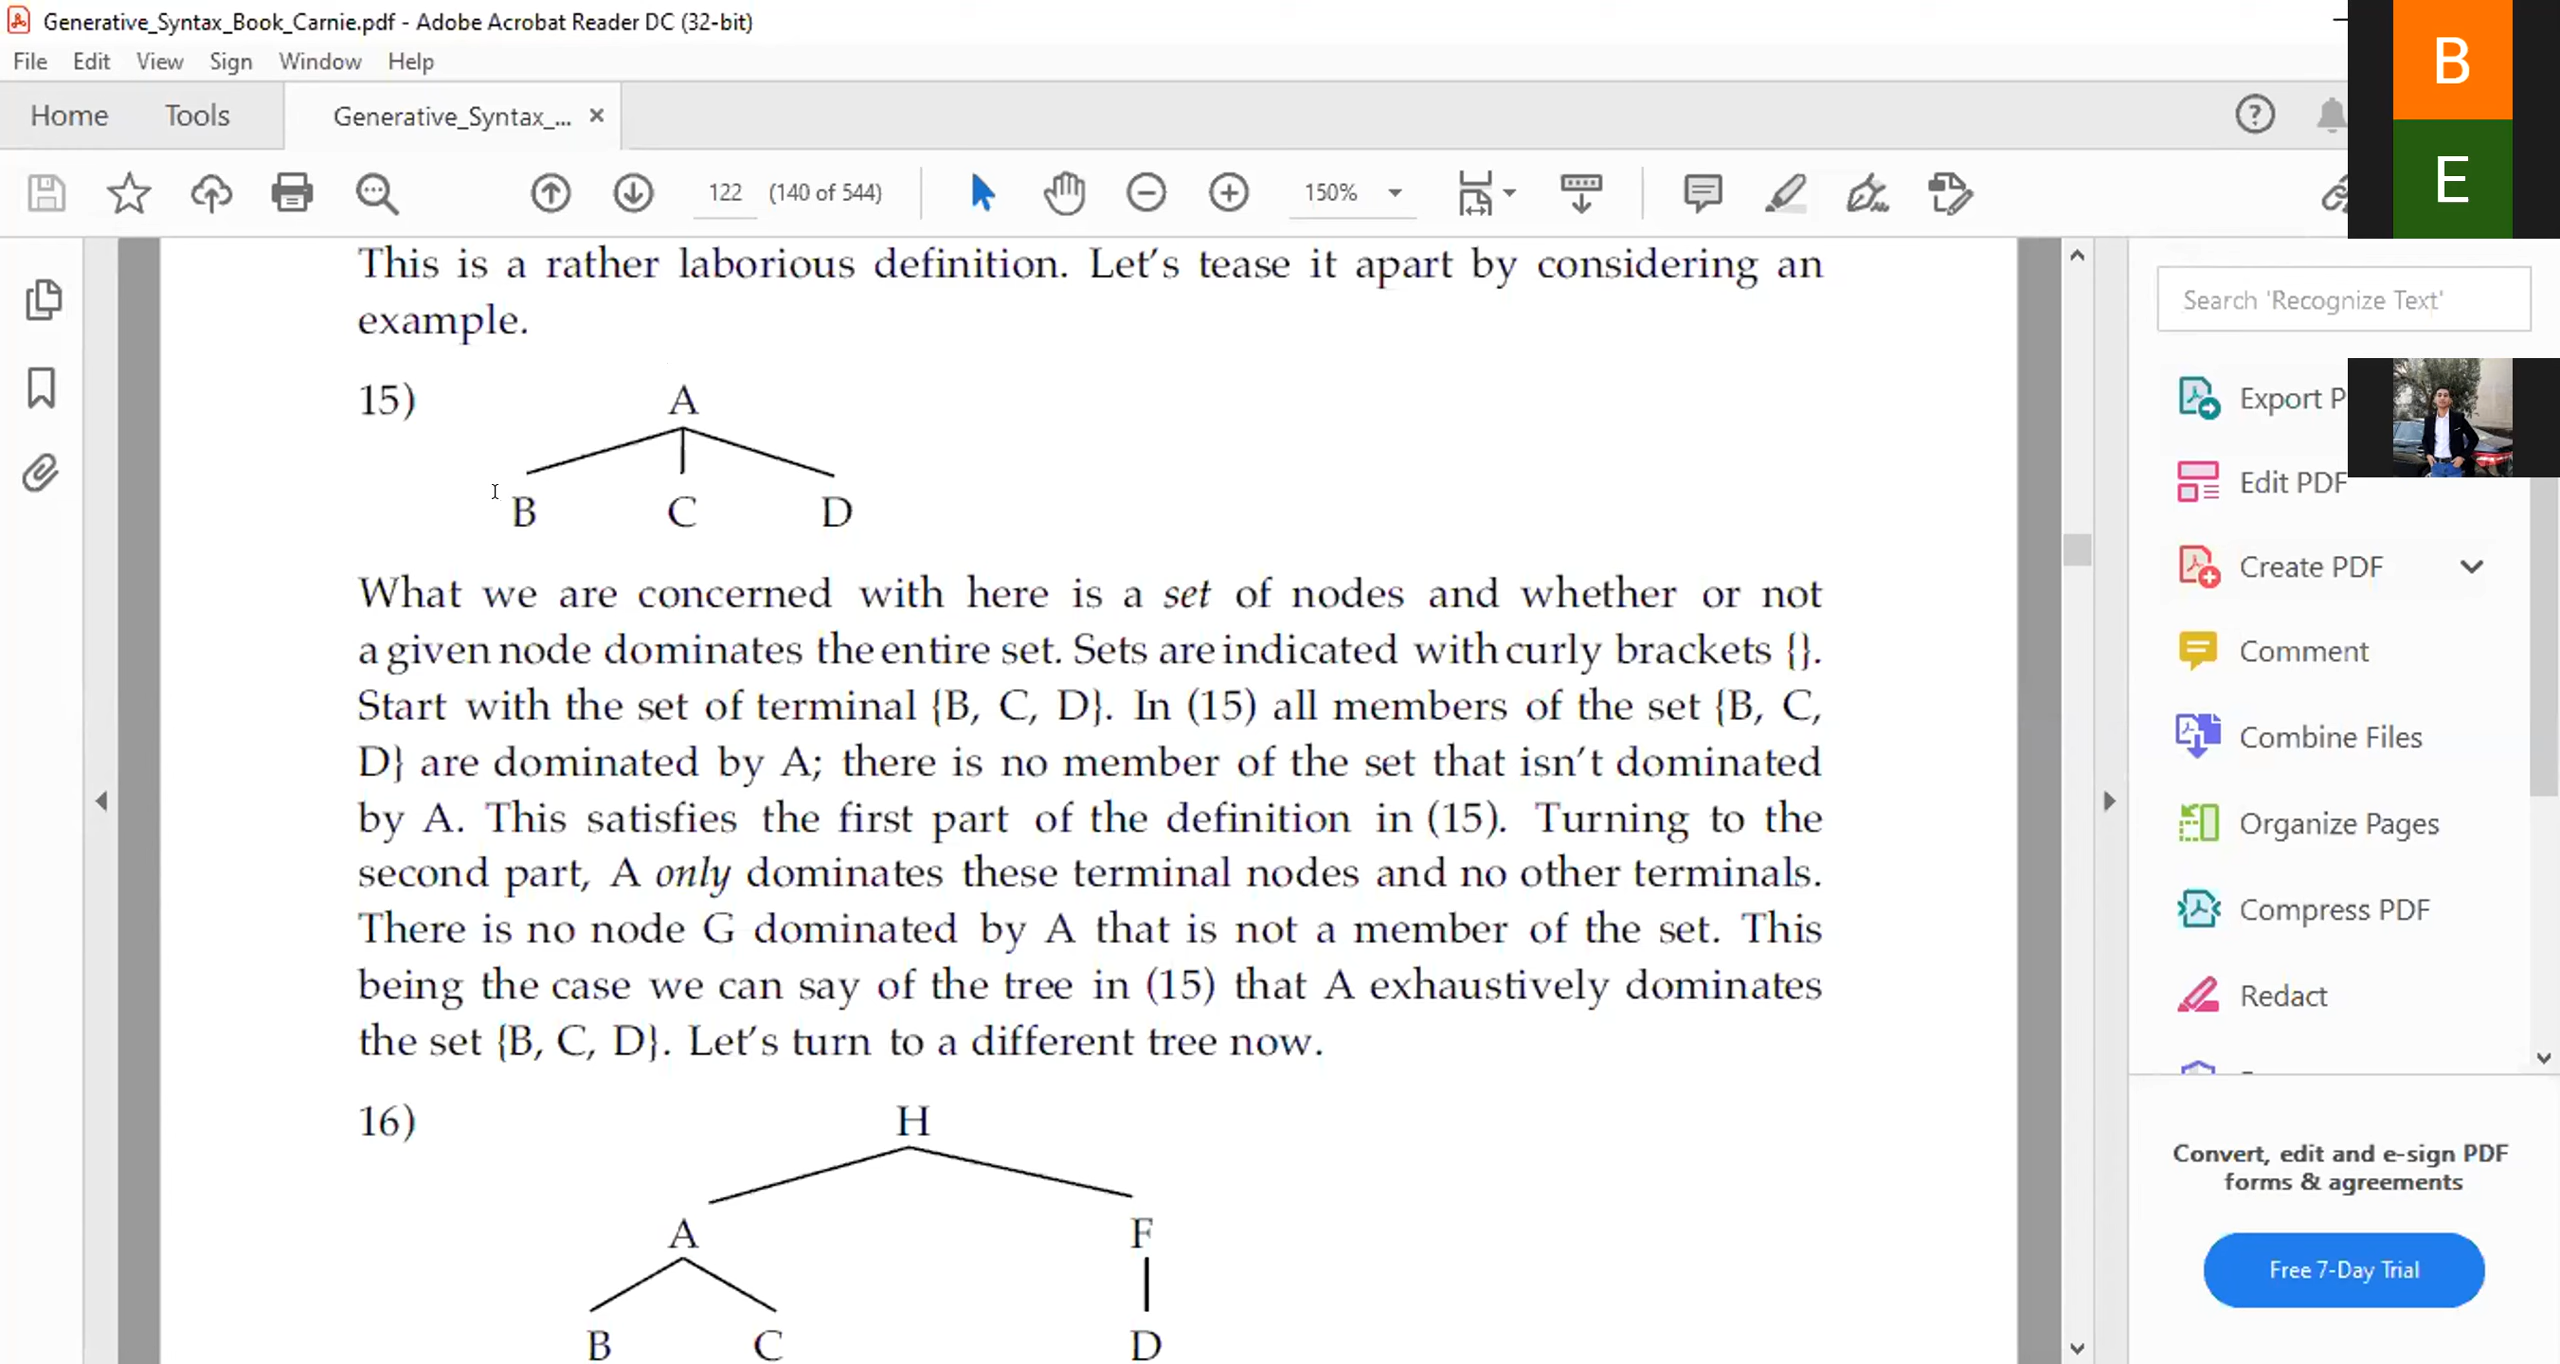 Generative_Syntax_Book_Carnie.pdf - Adobe Acrobat Reader DC (32-bit)
File Edit View Sign Window Help
Home Tools Generative_Syntax_...
122 (140 of 544) 150%
B
E
This is a rather laborious definition. Let's tease it apart by considering an
example.
15) A
B C D
What we are concerned with here is a set of nodes and whether or not
a given node dominates the entire set. Sets are indicated with curly brackets {}.
Start with the set of terminal {B, C, D}. In (15) all members of the set {B, C,
D} are dominated by A; there is no member of the set that isn't dominated
by A. This satisfies the first part of the definition in (15). Turning to the
second part, A only dominates these terminal nodes and no other terminals.
There is no node G dominated by A that is not a member of the set. This
being the case we can say of the tree in (15) that A exhaustively dominates
the set {B, C, D}. Let's turn to a different tree now.
16) H
A F
B C D
Search 'Recognize Text'
Export P
Edit PDF
Create PDF
Comment
Combine Files
Organize Pages
Compress PDF
Redact
Convert, edit and e-sign PDF
forms & agreements
Free 7-Day Trial